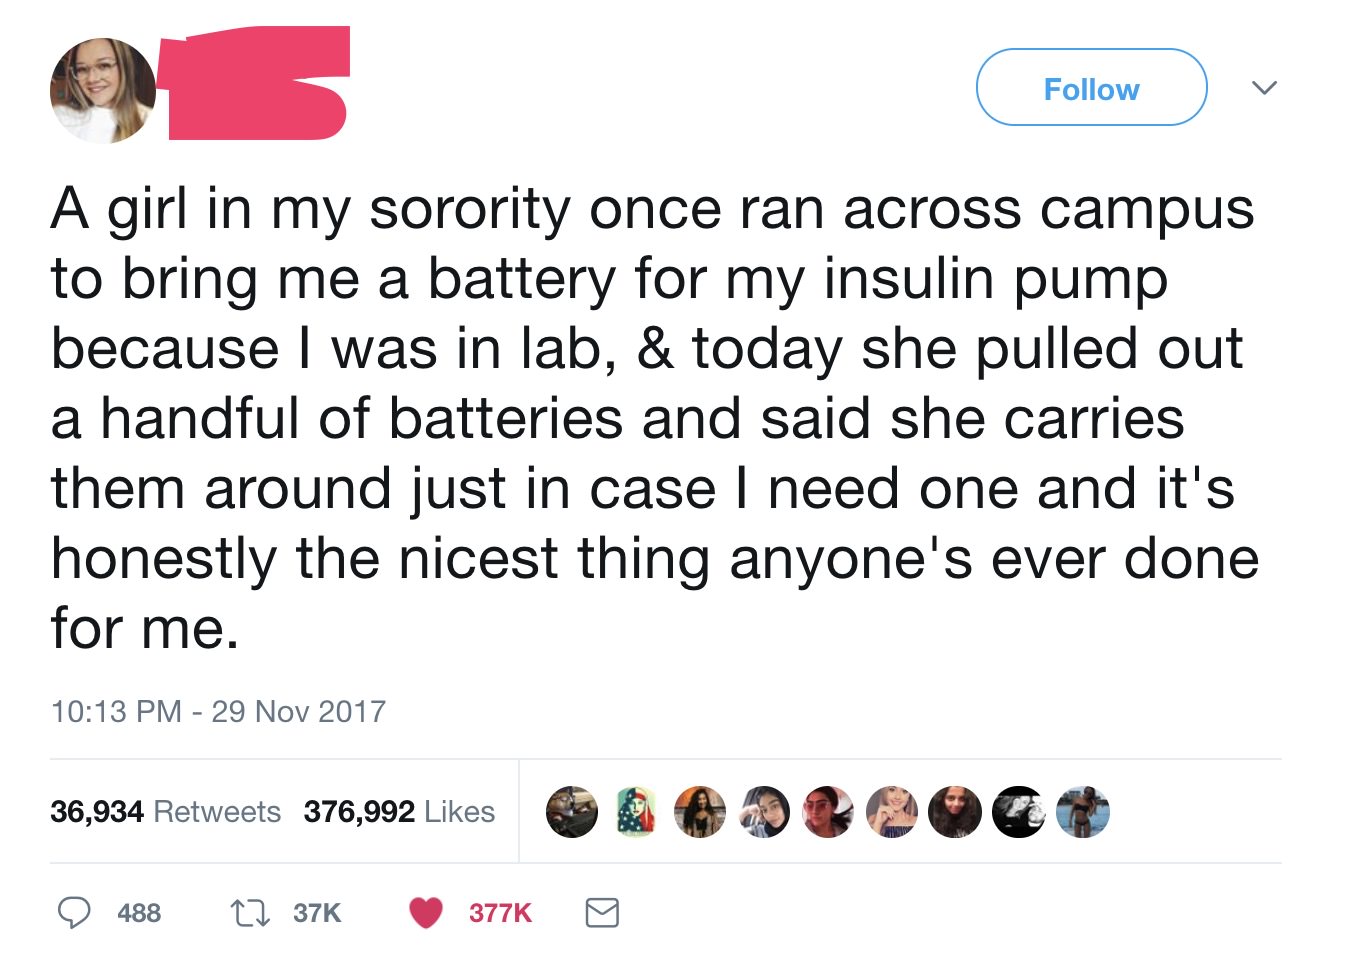 Follow
A girl in my sorority once ran across campus
to bring me a battery for my insulin pump
because I was in lab, & today she pulled out
a handful of batteries and said she carries
them around just in case I need one and it's
honestly the nicest thing anyone's ever done
for me.
10:13 PM - 29 Nov 2017
36,934 Retweets 376,992 Likes
488 37K 377K